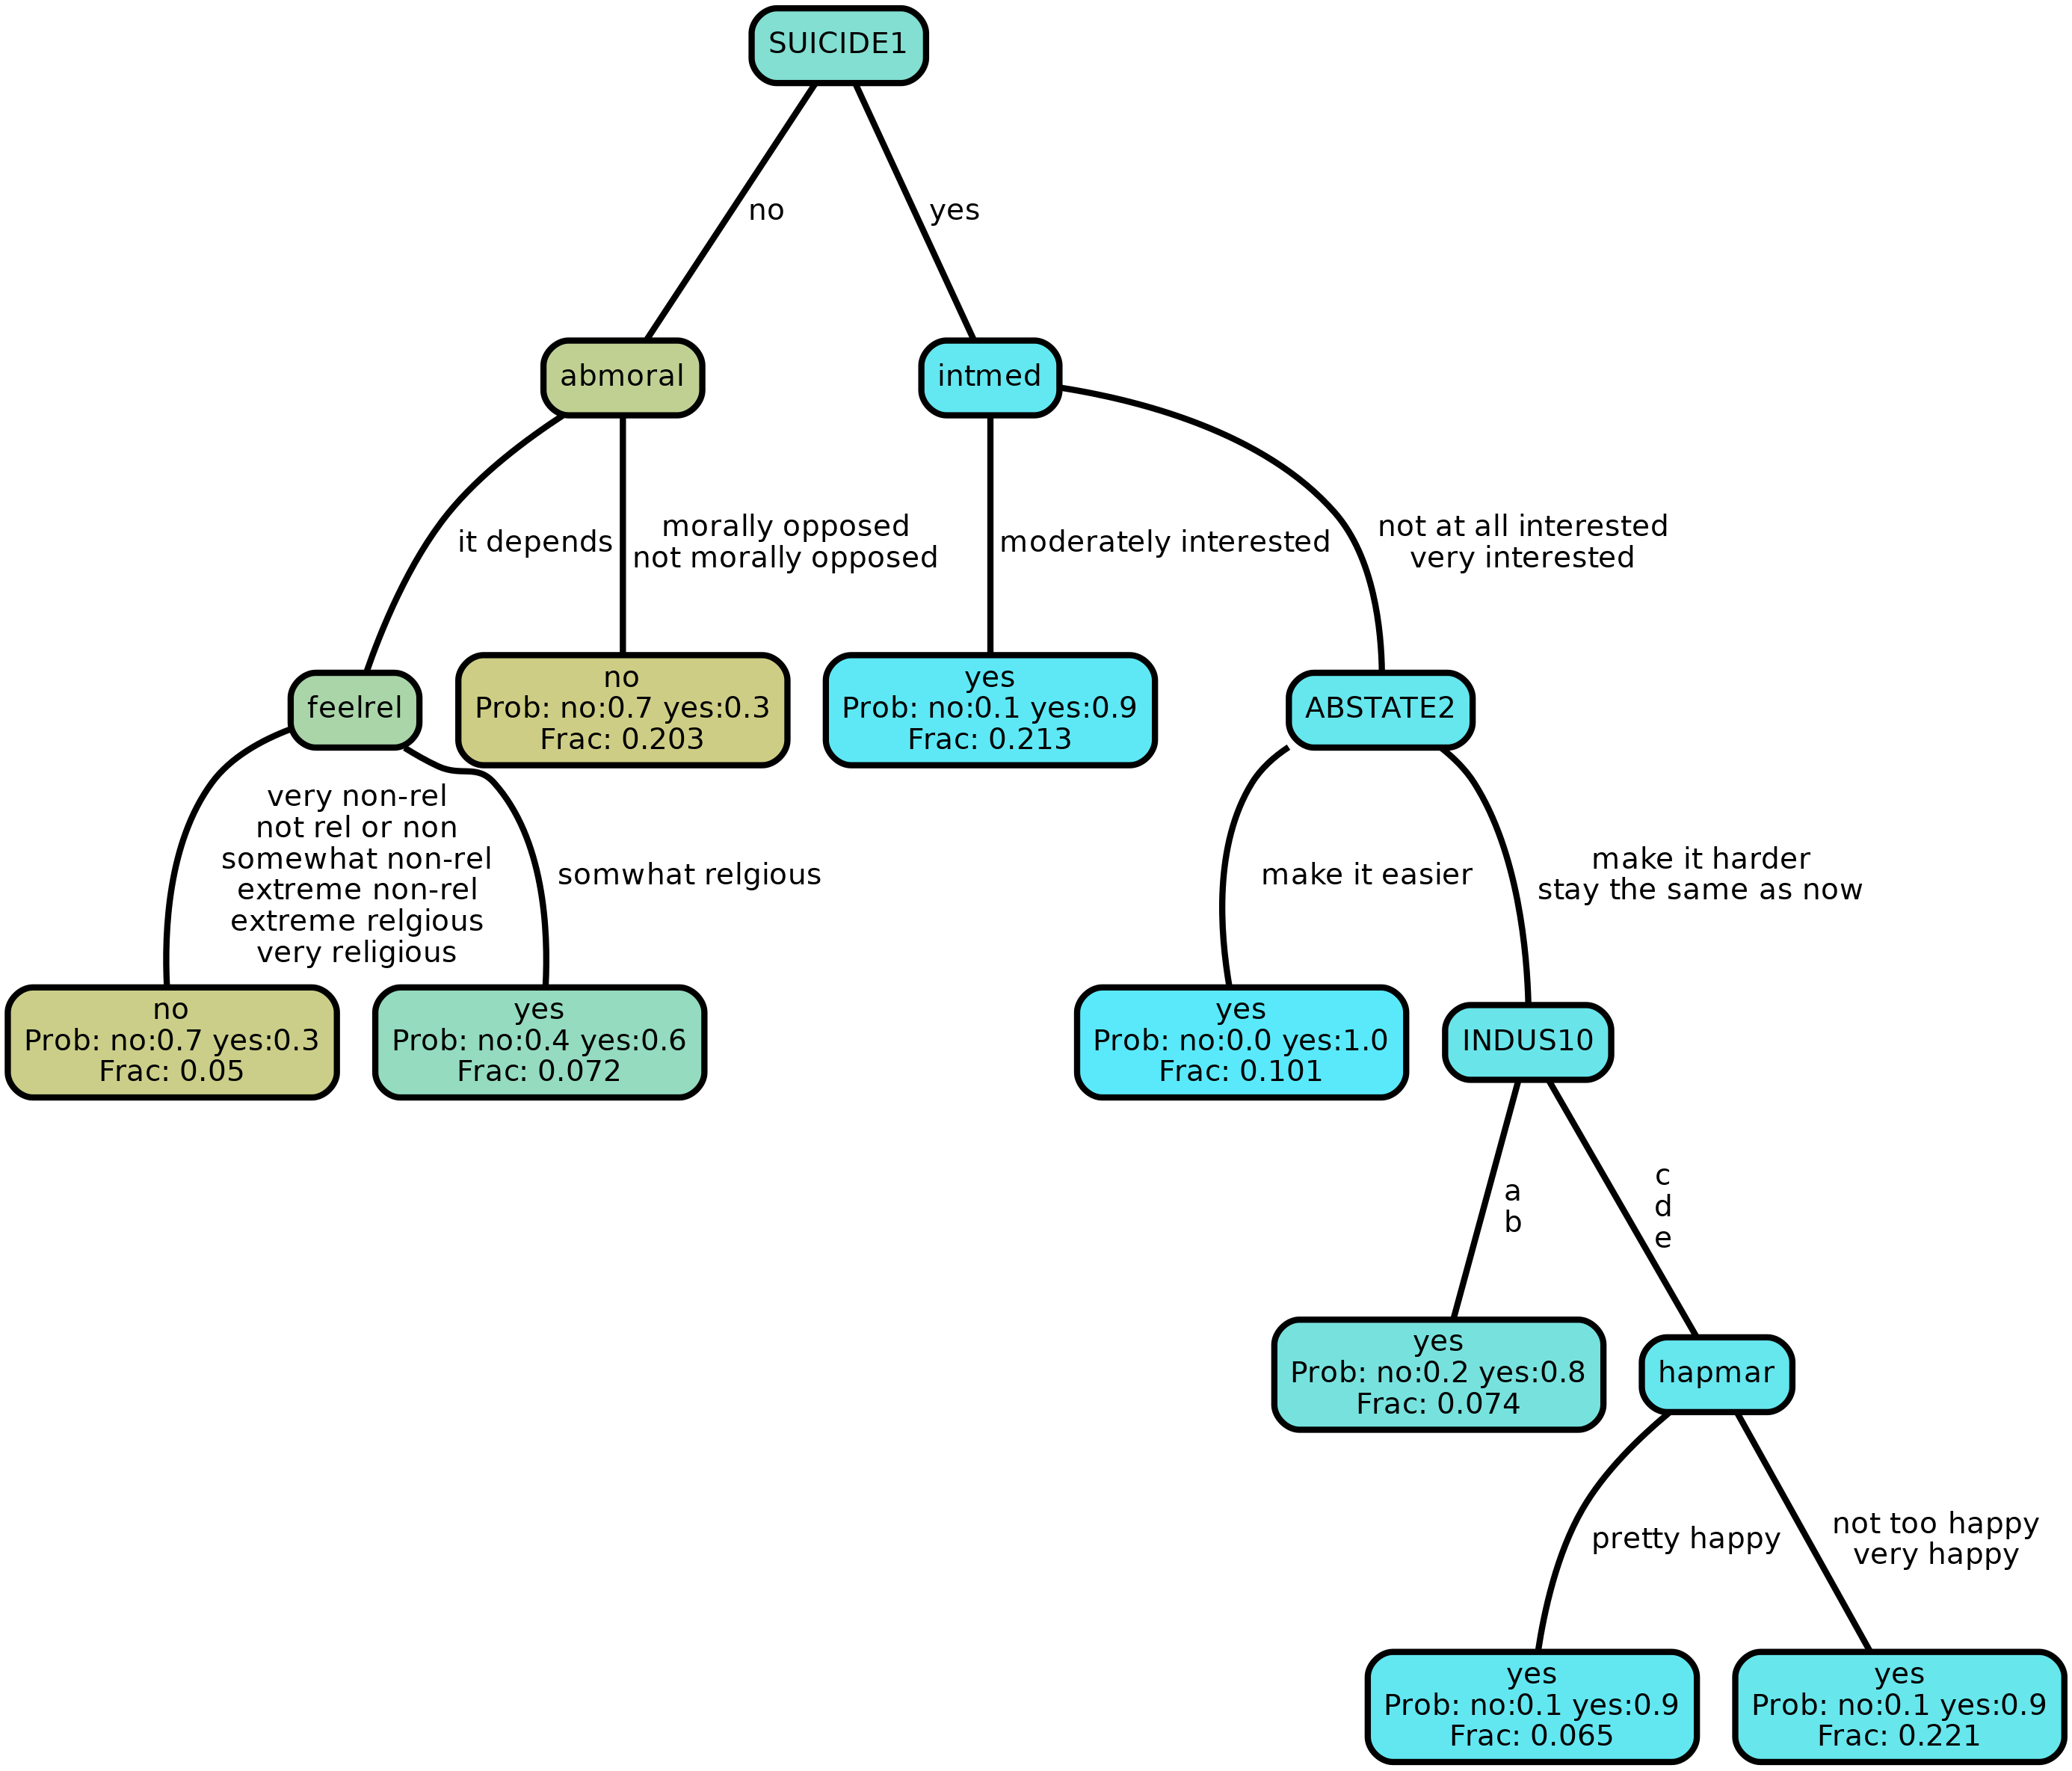 SUICIDE1
no
yes
abmoral
intmed
it depends
morally opposed
not morally opposed
moderately interested
not at all interested
very interested
feelrel
no
Prob: no:0.7 yes:0.3
Frac: 0.203
yes
Prob: no:0.1 yes:0.9
Frac: 0.213
ABSTATE2
very non-rel
not rel or non
somewhat non-rel
extreme non-rel
extreme relgious
very religious
somwhat relgious
make it easier
make it harder
stay the same as now
no
Prob: no:0.7 yes:0.3
Frac: 0.05
yes
Prob: no:0.4 yes:0.6
Frac: 0.072
yes
Prob: no:0.0 yes:1.0
Frac: 0.101
INDUS10
a
b
c
d
e
yes
Prob: no:0.2 yes:0.8
Frac: 0.074
hapmar
pretty happy
not too happy
very happy
yes
Prob: no:0.1 yes:0.9
Frac: 0.065
yes
Prob: no:0.1 yes:0.9
Frac: 0.221